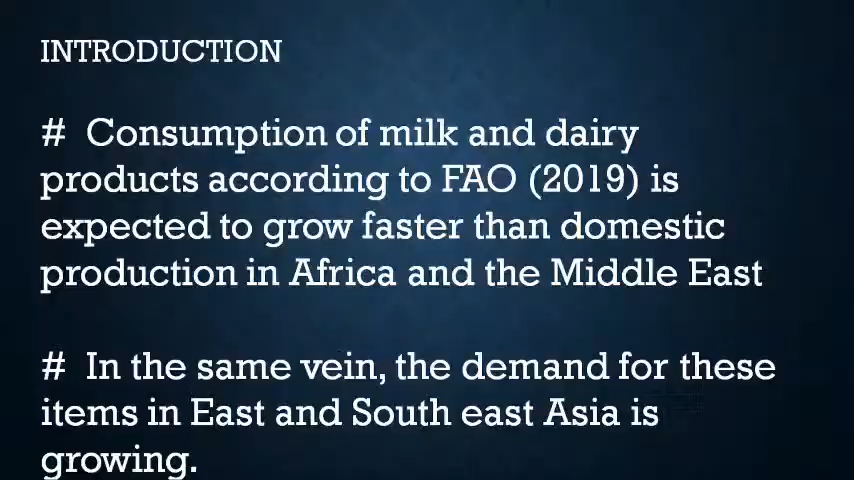 INTRODUCTION
# Consumption of milk and dairy
products according to FAO (2019) is
expected to grow faster than domestic
production in Africa and the Middle East
# In the same vein, the demand for these
items in East and South east Asia is
growing.